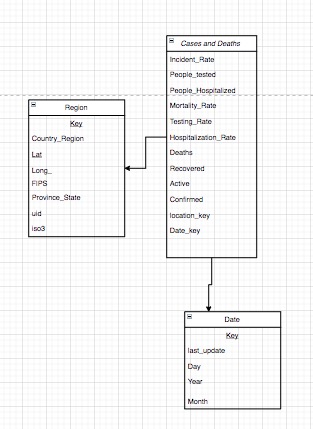 Cases and Deaths
Incident_Rate
People_tested
People_Hospitalized
Mortality_Rate
Testing_Rate
Hospitalization_Rate
Deaths
Recovered
Active
Confirmed
location_key
Date_key
Region
Key
Country_Region
Lat
Long_
FIPS
Province_State
uid
iso3
Date
Key
last_update
Day
Year
Month